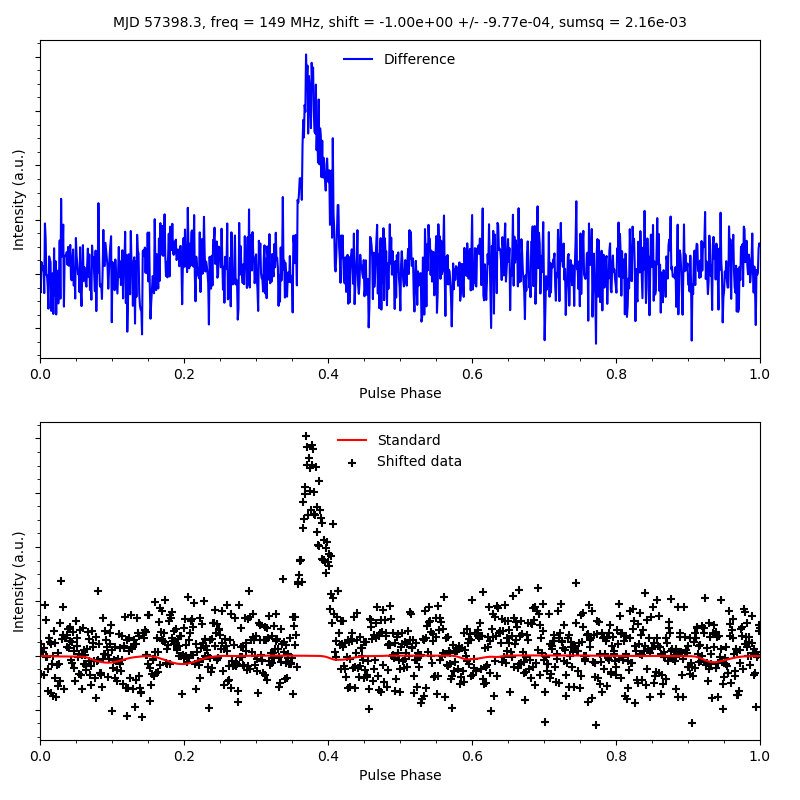 MJD 57398.3, freq = 149 MHz, shift = -1.00e+00 +/- -9.77e-04, sumsq = 2.16e-03
Difference
Intensity (a.u.)
0.0 0.2 0.4 0.6 0.8 1.0
Pulse Phase
Standard
Shifted data
Intensity (a.u.)
0.0 0.2 0.4 0.6 0.8 1.0
Pulse Phase